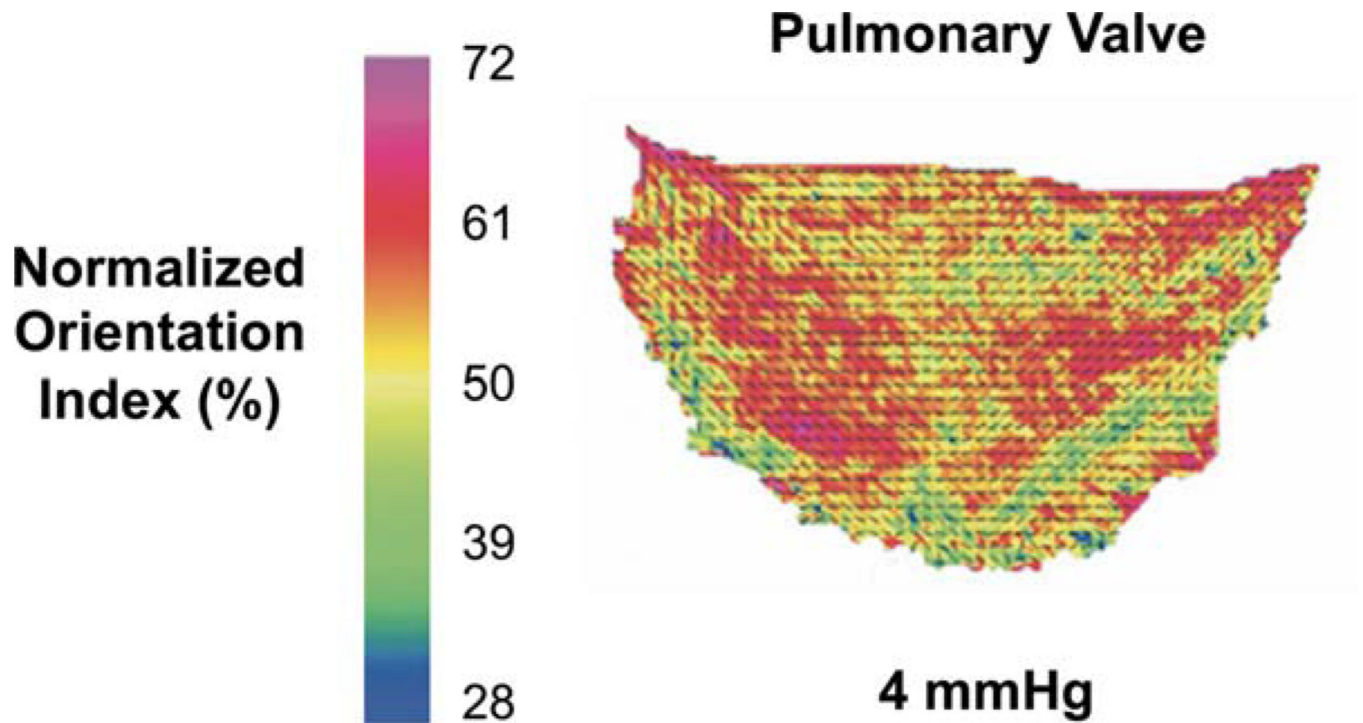 Pulmonary Valve
72
61
Normalized
Orientation
Index (%)
50
39
28
4 mmHg